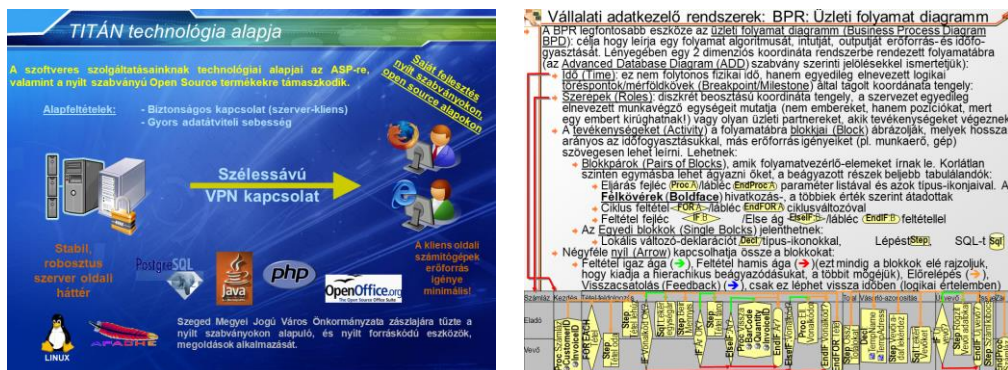 TITÁN technológia alapja
A szoftveres szolgáltatásainknak technológiai alapjai az ASP-re,
valamint a nyílt szabványú Open Source termékekre támaszkodik.
Saját fejlesztés
nyílt szabványokon,
open source alapokon
Alapfeltételek:
- Biztonságos kapcsolat (szerver-kliens)
- Gyors adatátviteli sebesség
Szélessávú
VPN kapcsolat
Stabil,
robosztus
szerver oldali
háttér
PostgreSQL
Java
php
OpenOffice.org
A kliens oldali
számítógépek
erőforrás
igénye
minimális!
Szeged Megyei Jogú Város Önkormányzata zászlajára tűzte a
nyílt szabványokon alapuló, és nyílt forráskódú eszközök,
megoldások alkalmazását.
LINUX
APACHE
Vállalati adatkezelő rendszerek: BPR: Üzleti folyamat diagramm
A BPR legfontosabb eszköze az üzleti folyamat diagramm (Business Process Diagram
BPD): célja hogy leírja egy folyamat algoritmusát, intútját, outputját erőforrás- és időfo-
gyasztását. Lényegében egy 2 dimenziós koordináta rendszerbe rendezett folyamatábra
(az Advanced Database Diagram (ADD) szabvány szerinti jelölésekkel ismertetjük):
Idő (Time): ez nem folytonos fizikai idő, hanem egyedileg elnevezett logikai
töréspontok/mérföldkövek (Breakpoint/Milestone) által tagolt koordánata tengely:
Szerepek (Roles): diszkrét beosztású koordináta tengely, a szervezet egyedileg
elnevezett munkavégző egységeit mutatja (nem embereket, hanem pozíciókat, mert
egy embert kirúghatnak!) vagy olyan üzleti partnereket, akik tevékenységeket végeznek
A tevékenységeket (Activity) a folyamatábra blokkjai (Block) ábrázolják, melyek hossza
arányos az időfogyasztásukkal, más erőforrásigényeiket (pl. munkaerő, gép)
szövegesen lehet leírni. Lehetnek:
Blokkpárok (Pairs of Blocks), amik folyamatvezérlő-elemeket írnak le. Korlátlan
szinten egymásba lehet ágyazni őket, a beágyazott részek beljebb tabulálandók:
Eljárás fejléc Proc A/lábléc EndProc A paraméter listával és azok típus-ikonjaival. A
Félkövérek (Boldface) hivatkozás-, a többiek érték szerint átadottak
Ciklus feltétel FOR A/lábléc EndFOR A ciklusváltozóval
Feltétel fejléc IF B /Else ág ElseIF B/lábléc EndIF B feltétellel
Az Egyedi blokkok (Single Bolcks) jelenthetnek:
Lokális változó-deklarációt Decl/típus-ikonokkal, Lépést Step, SQL-t Sql
Négyféle nyíl (Arrow) kapcsolhatja össze a blokkokat:
Feltétel igaz ága (➔), Feltétel hamis ága (➔)/ezt mindig a blokkok elé rajzoljuk,
hogy kiadja a hierachikus beágyazódásukat, a többit mögéjük), Előrelépés (➔),
Visszacsatolás (Feedback) (➔), csak ez léphet vissza időben (logikai értelemben)
Eladó
Vevő